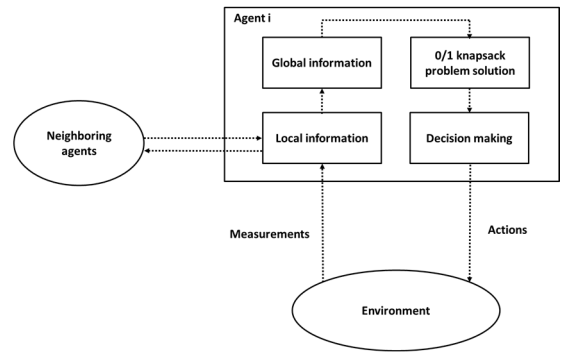 Agent i
Global information
0/1 knapsack
problem solution
Neighboring
agents
Local information
Decision making
Measurements
Actions
Environment